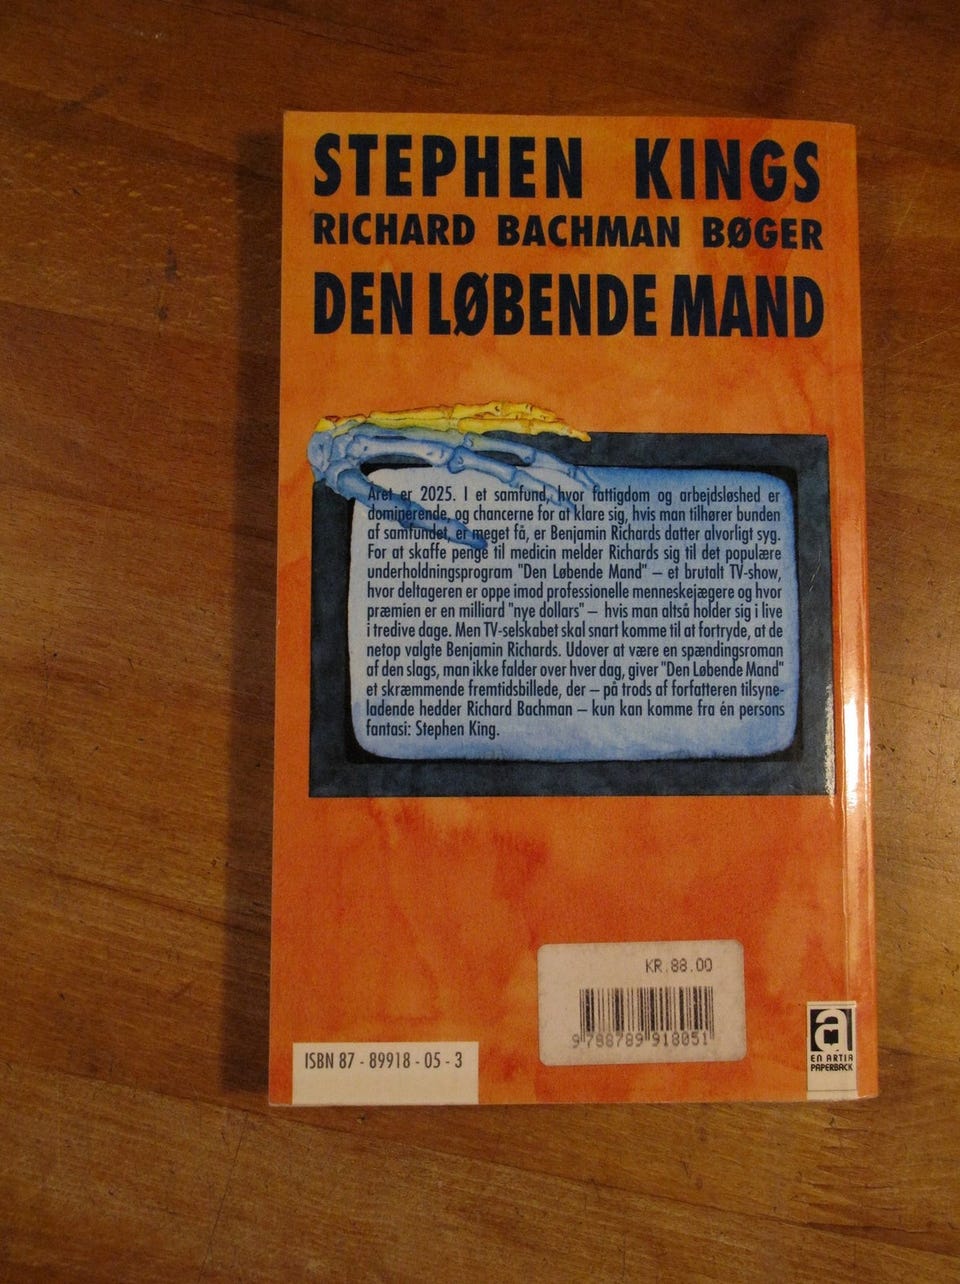 STEPHEN KINGS
RICHARD BACHMAN BØGER
DEN LØBENDE MAND
Året er 2025. I et samfund, hvor fattigdom og arbejdsløshed er
dominerende, og chancerne for at klare sig, hvis man tilhører bunden
af samfundet, er meget få, er Benjamin Richards datter alvorligt syg.
For at skaffe penge til medicin melder Richards sig til det populære
underholdningsprogram "Den Løbende Mand" – et brutalt TV-show,
hvor deltageren er oppe imod professionelle menneskejægere og hvor
præmien er en milliard "nye dollars" – hvis man altså holder sig i live
i tredive dage. Men TV-selskabet skal snart komme til at fortryde, at de
netop valgte Benjamin Richards. Udover at være en spændingsroman
af den slags, man ikke falder over hver dag, giver "Den Løbende Mand"
et skræmmende fremtidsbillede, der – på trods af forfatteren tilsyne-
ladende hedder Richard Bachman – kun kan komme fra én persons
fantasi: Stephen King.
KR.88.00
9 788789 918051
ISBN 87 - 89918 - 05 - 3
a
EN ARTIA
PAPERBACK